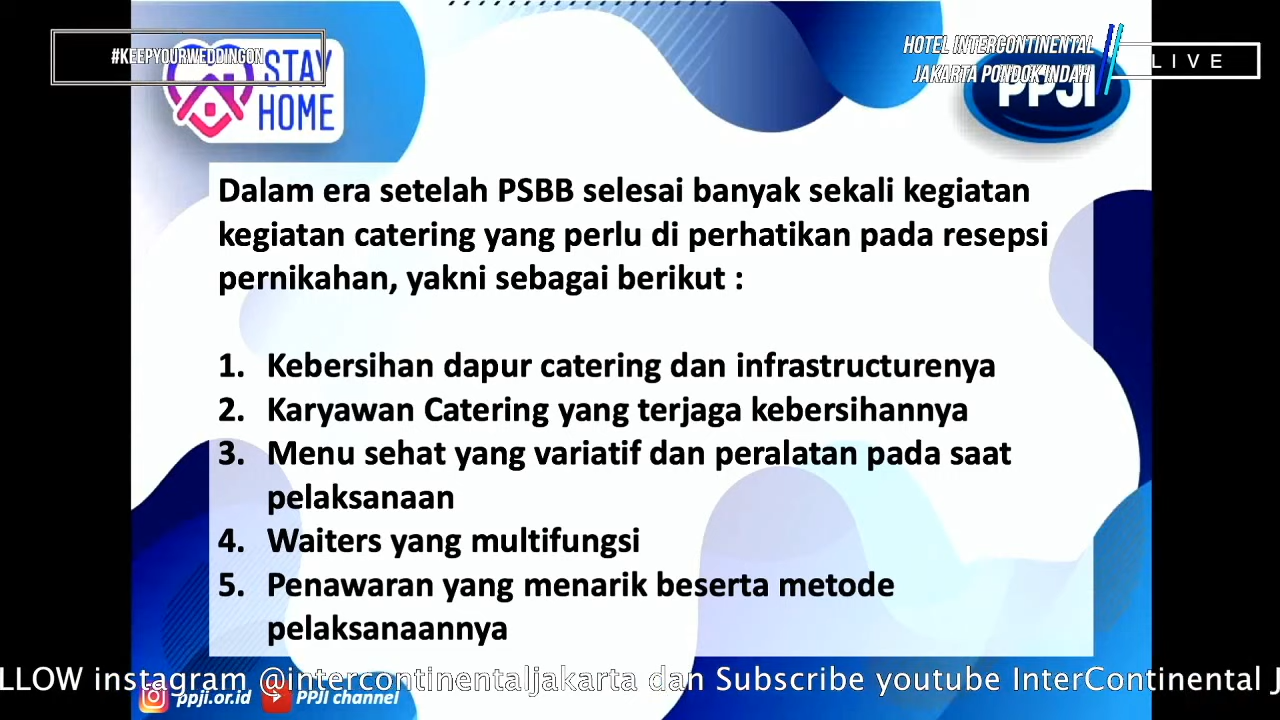 #KEEPYOURWEDDINGON
STAY
HOME
HOTEL INTERCONTINENTAL
JAKARTA PONDOK INDAH
LIVE
PPJI
Dalam era setelah PSBB selesai banyak sekali kegiatan
kegiatan catering yang perlu di perhatikan pada resepsi
pernikahan, yakni sebagai berikut :
1. Kebersihan dapur catering dan infrastructurenya
2. Karyawan Catering yang terjaga kebersihannya
3. Menu sehat yang variatif dan peralatan pada saat
pelaksanaan
4. Waiters yang multifungsi
5. Penawaran yang menarik beserta metode
pelaksanaannya
LLOW instagram @intercontinentaljakarta dan Subscribe youtube InterContinental J
ppji.or.id PPJI channel